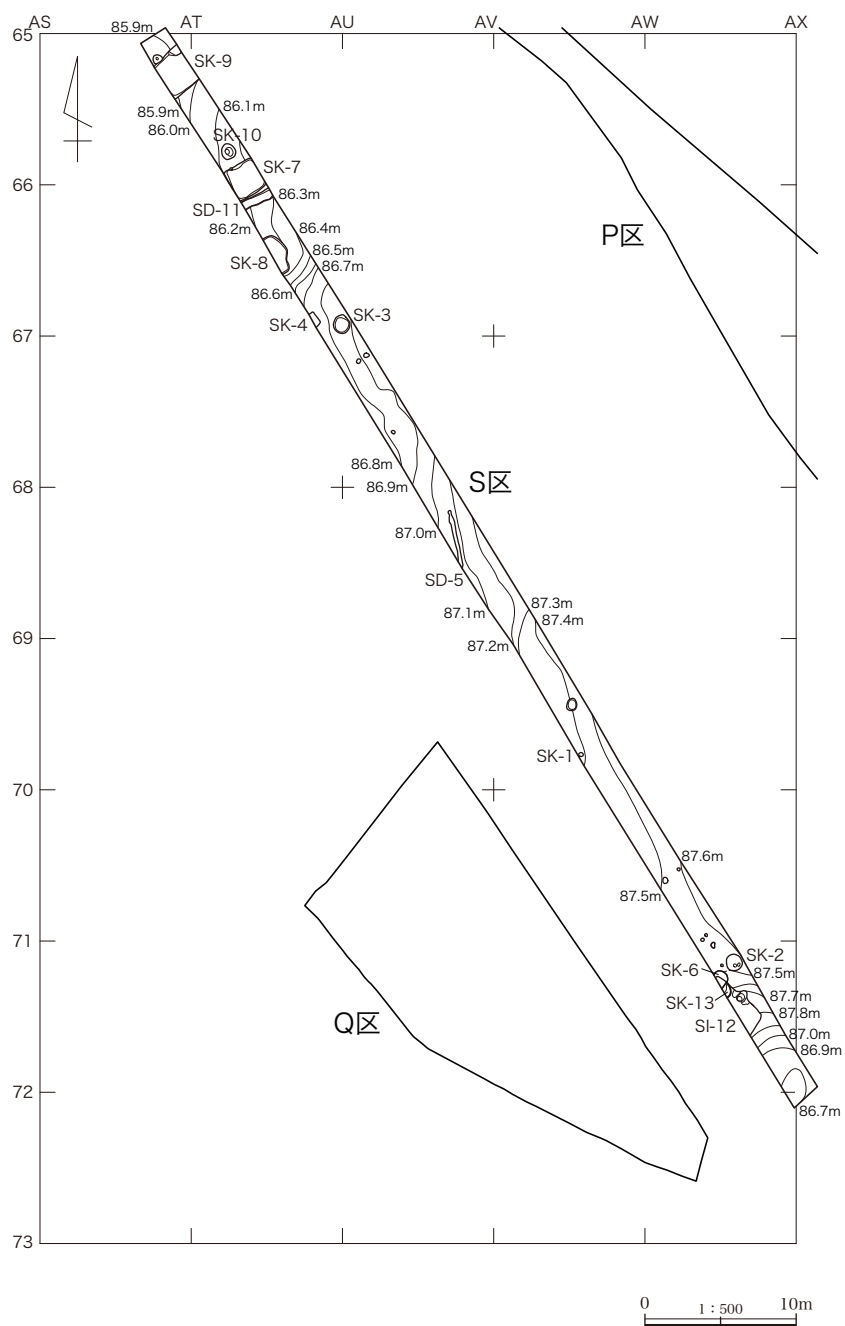 AS AT AU AV AW AX
65
85.9m
SK-9
85.9m
86.1m
86.0m
SK-10
SK-7
66
86.3m
SD-11
86.2m
86.4m
P区
86.5m
SK-8
86.7m
86.6m
SK-4
SK-3
67
86.8m
S区
68
86.9m
87.0m
SD-5
87.3m
87.1m
87.4m
69
87.2m
SK-1
70
87.6m
87.5m
71
SK-2
SK-6
87.5m
87.7m
SK-13
87.8m
Q区
SI-12
87.0m
86.9m
72
86.7m
73
0 1：500 10m